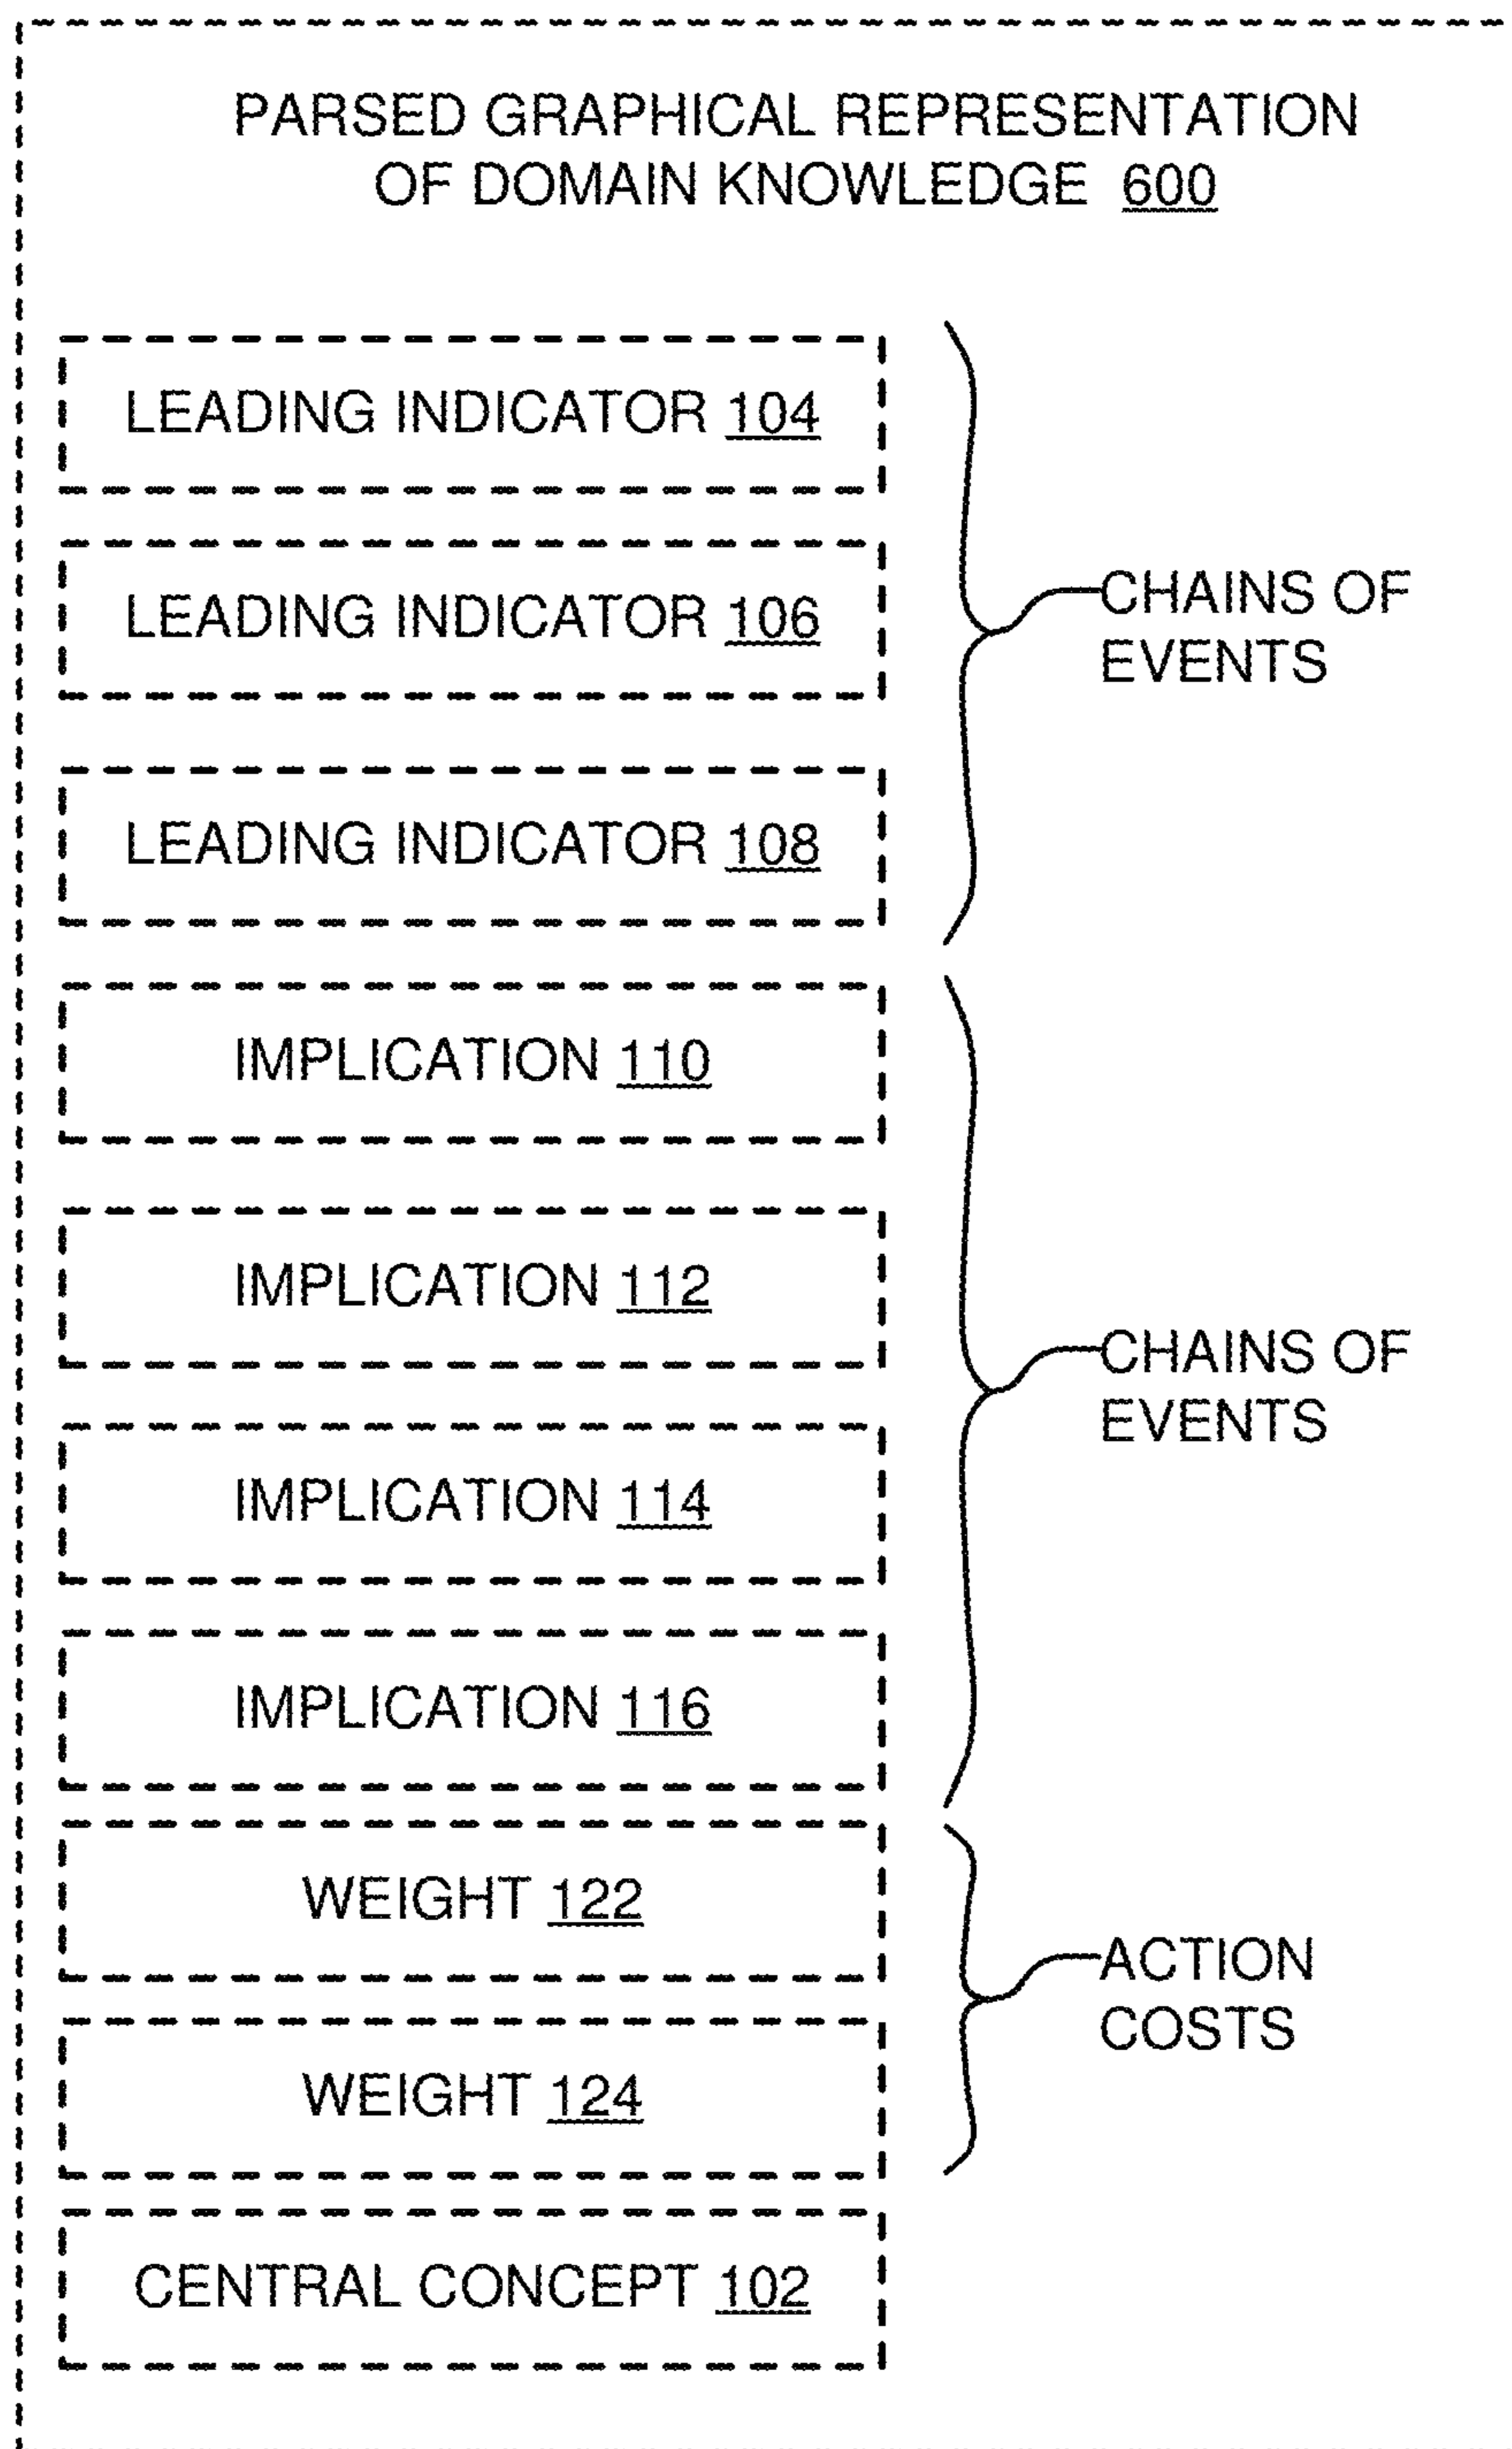 PARSED GRAPHICAL REPRESENTATION
OF DOMAIN KNOWLEDGE 600
LEADING INDICATOR 104
LEADING INDICATOR 106
CHAINS OF
EVENTS
LEADING INDICATOR 108
IMPLICATION 110
IMPLICATION 112
CHAINS OF
EVENTS
IMPLICATION 114
IMPLICATION 116
WEIGHT 122
ACTION
COSTS
WEIGHT 124
CENTRAL CONCEPT 102